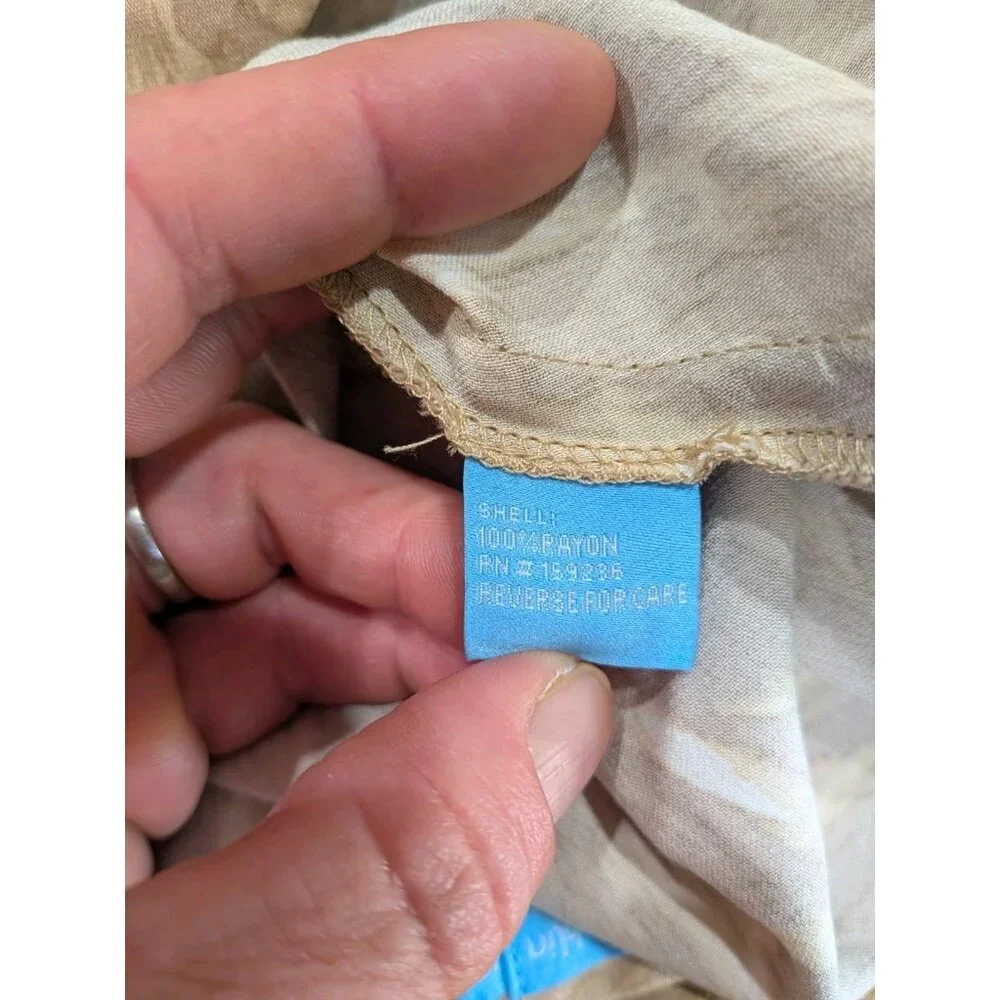 SHELL:
100%RAYON
RN # 159236
REVERSE FOR CARE